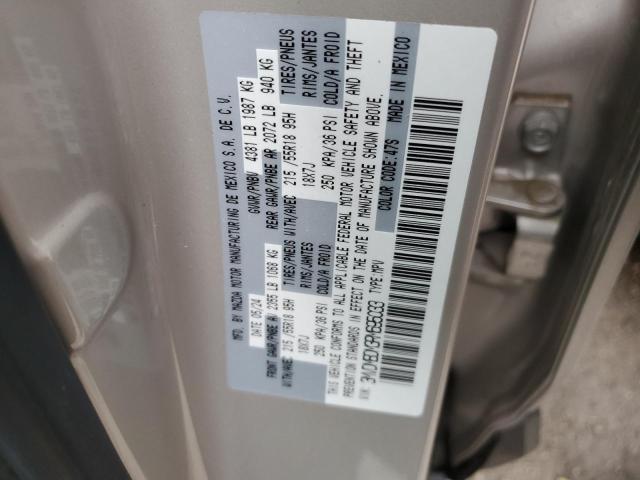 MFD. BY MAZDA MOTOR MANUFACTURING DE MEXICO S.A. DE C.V.
DATE 05/24 GVWR/PNBV 4381 LB 1987 KG
FRONT GAWR/PNBE AV 2355 LB 1068 KG REAR GAWR/PNBE AR 2072 LB 940 KG
WITH/AVEC TIRES/PNEUS WITH/AVEC TIRES/PNEUS
215 /55R18 95H RIMS/JANTES 215 /55R18 95H RIMS/JANTES
18X7J COLD/A FROID 18X7J COLD/A FROID
250 KPA/36 PSI 250 KPA/36 PSI
THIS VEHICLE CONFORMS TO ALL APPLICABLE FEDERAL MOTOR VEHICLE SAFETY AND THEFT
PREVENTION STANDARDS IN EFFECT ON THE DATE OF MANUFACTURE SHOWN ABOVE.
TYPE:MPV COLOR CODE:47S MADE IN MEXICO